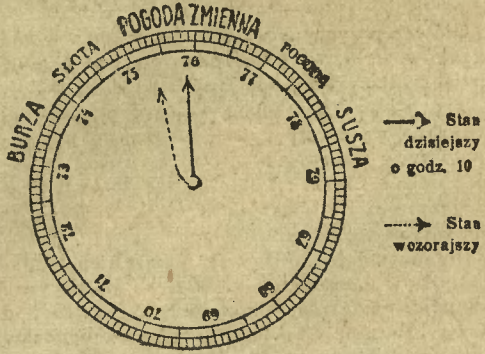 BURZA
SŁOTA
POGODA ZMIENNA
POGODA
SUSZA
73
74
75
76
77
78
79
67
68
69
70
71
72
Stan
dzisiejszy
o godz. 10
Stan
wczorajszy